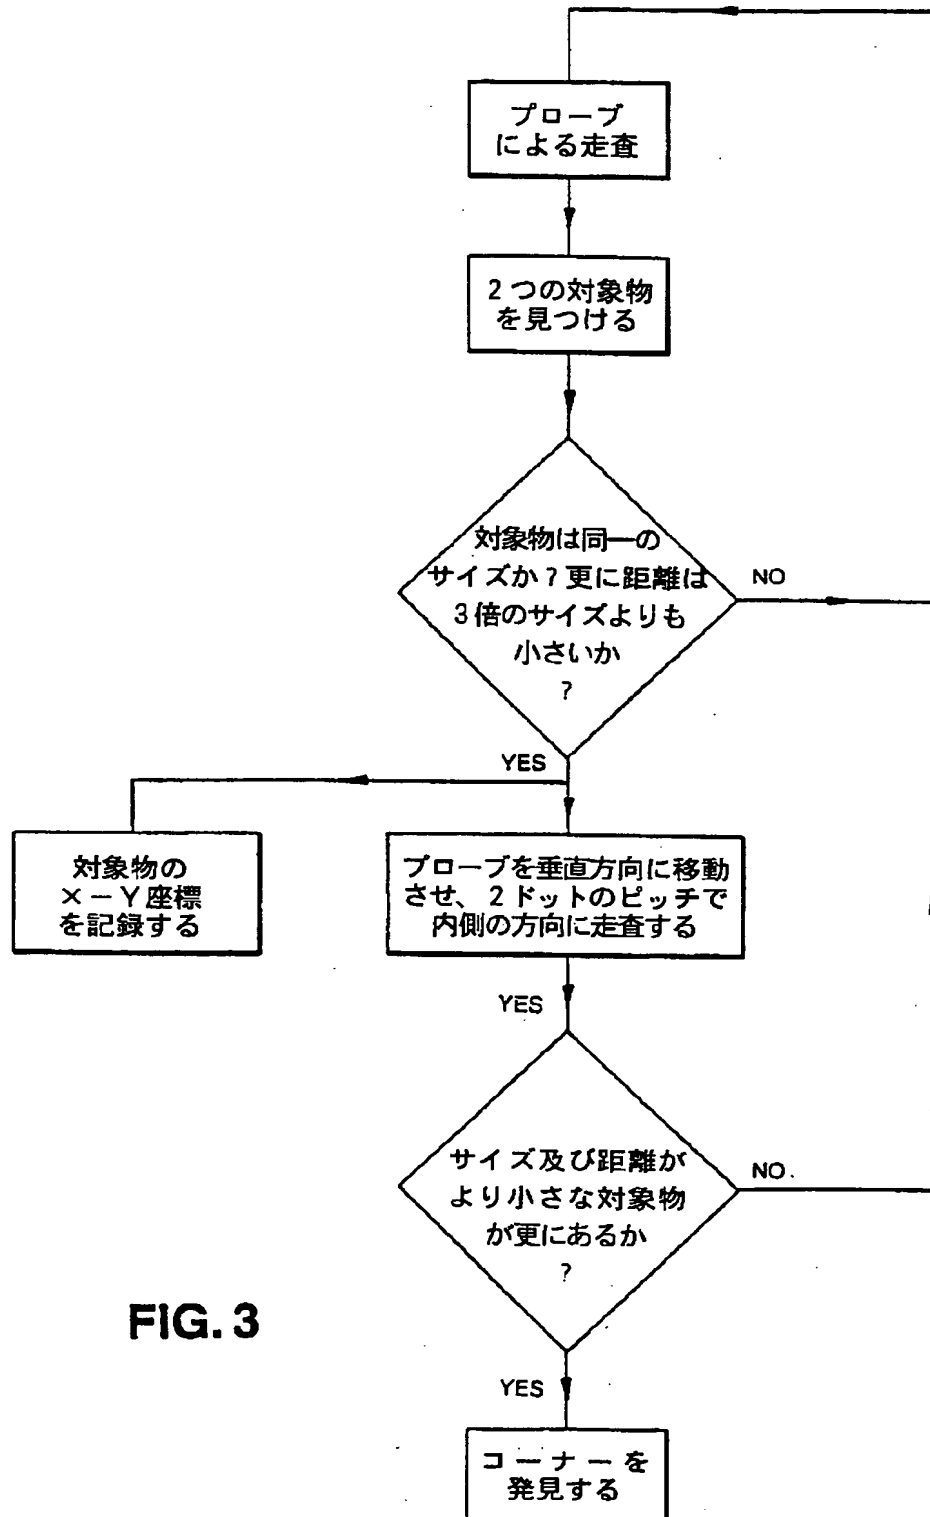 プローブ
による走査
2つの対象物
を見つける
対象物は同一の
サイズか?更に距離は
3倍のサイズよりも
小さいか
?
NO
YES
対象物の
X-Y座標
を記録する
プローブを垂直方向に移動
させ、2ドットのピッチで
内側の方向に走査する
YES
サイズ及び距離が
より小さな対象物
が更にあるか
?
NO
FIG. 3
YES
コーナーを
発見する